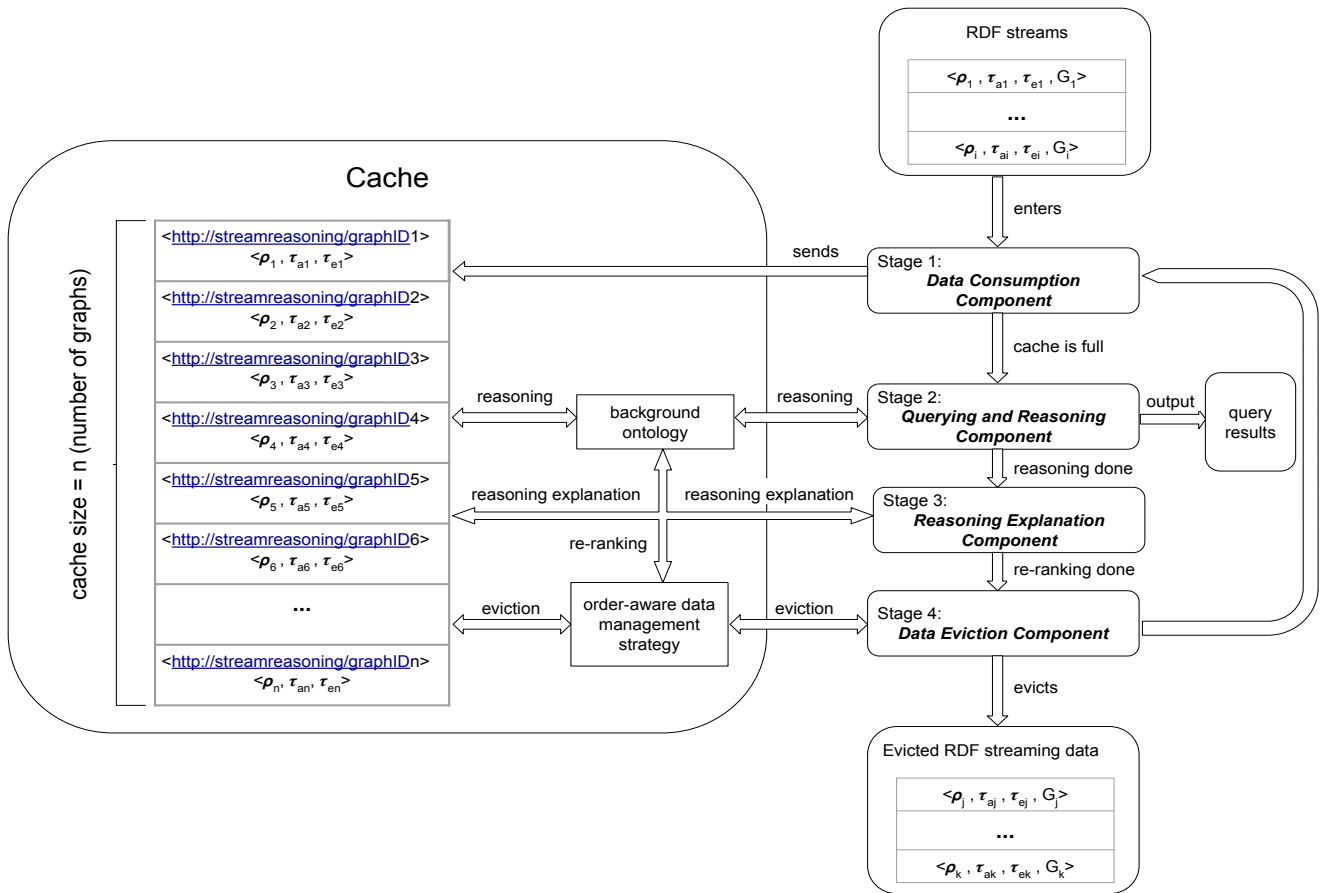 RDF streams
<ρ1 , τa1 , τe1 , G1>
...
<ρi , τai , τei , Gi>
enters
Cache
cache size = n (number of graphs)
<http://streamreasoning/graphID1>
<ρ1 , τa1 , τe1>
<http://streamreasoning/graphID2>
<ρ2 , τa2 , τe2>
<http://streamreasoning/graphID3>
<ρ3 , τa3 , τe3>
<http://streamreasoning/graphID4>
<ρ4 , τa4 , τe4>
<http://streamreasoning/graphID5>
<ρ5 , τa5 , τe5>
<http://streamreasoning/graphID6>
<ρ6 , τa6 , τe6>
...
<http://streamreasoning/graphIDn>
<ρn, τan, τen>
sends
Stage 1:
Data Consumption
Component
cache is full
reasoning
background
ontology
reasoning
Stage 2:
Querying and Reasoning
Component
output
query
results
reasoning done
reasoning explanation
reasoning explanation
Stage 3:
Reasoning Explanation
Component
re-ranking
re-ranking done
eviction
order-aware data
management
strategy
eviction
Stage 4:
Data Eviction Component
evicts
Evicted RDF streaming data
<ρj , τaj , τej , Gj>
...
<ρk , τak , τek , Gk>